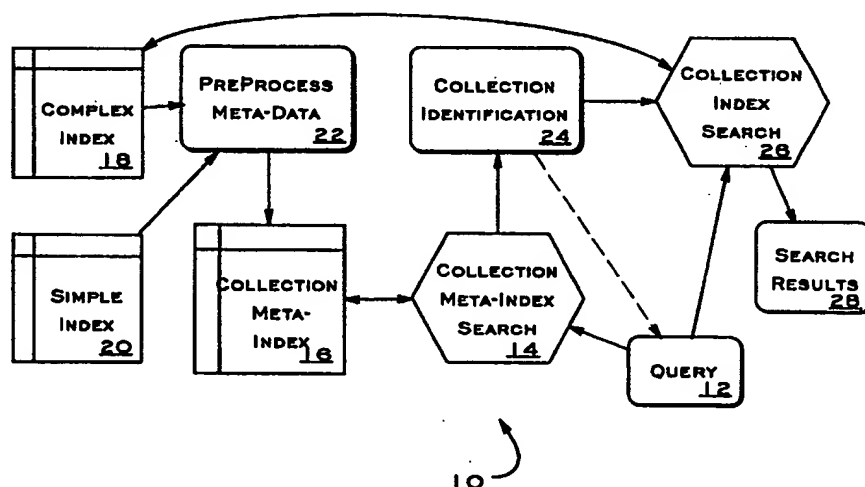 COMPLEX
INDEX
18
PREPROCESS
META-DATA
22
COLLECTION
IDENTIFICATION
24
COLLECTION
INDEX
SEARCH
26
SIMPLE
INDEX
20
COLLECTION
META-
INDEX
16
COLLECTION
META-INDEX
SEARCH
14
QUERY
12
SEARCH
RESULTS
28
10